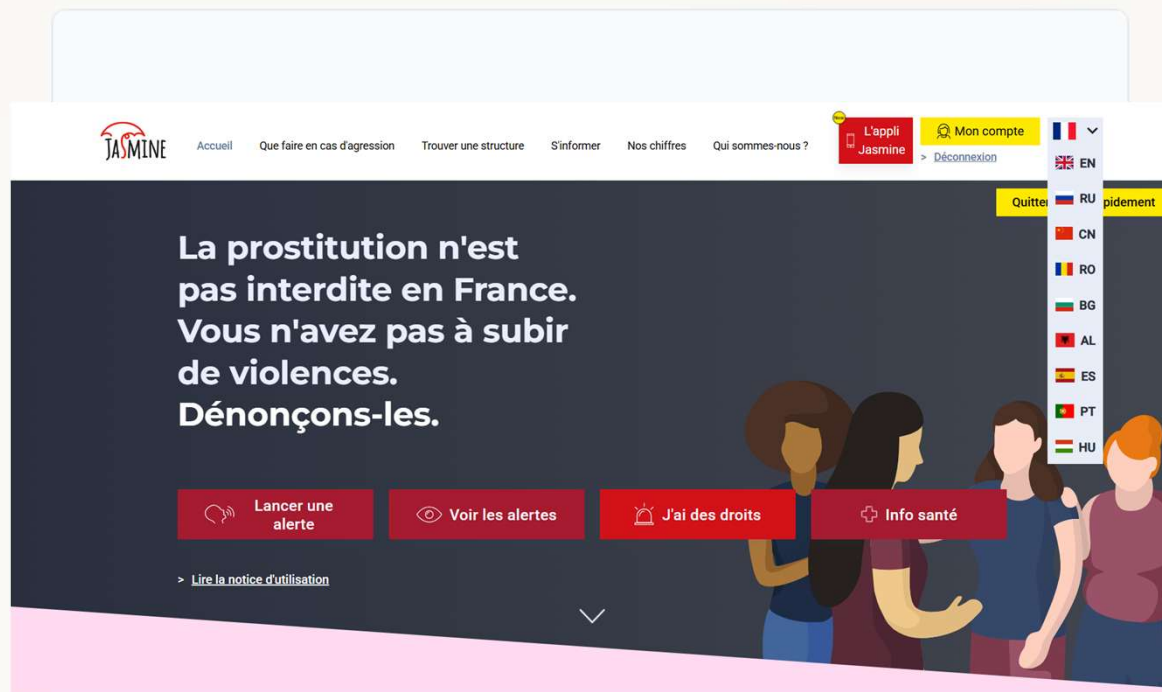 JASMINE
Accueil
Que faire en cas d'agression
Trouver une structure
S'informer
Nos chiffres
Qui sommes-nous ?
L'appli
Jasmine
Mon compte
> Déconnexion
EN
RU
CN
RO
BG
AL
ES
PT
HU
Quitter pidement
La prostitution n'est
pas interdite en France.
Vous n'avez pas à subir
de violences.
Dénonçons-les.
Lancer une
alerte
Voir les alertes
J'ai des droits
Info santé
> Lire la notice d'utilisation